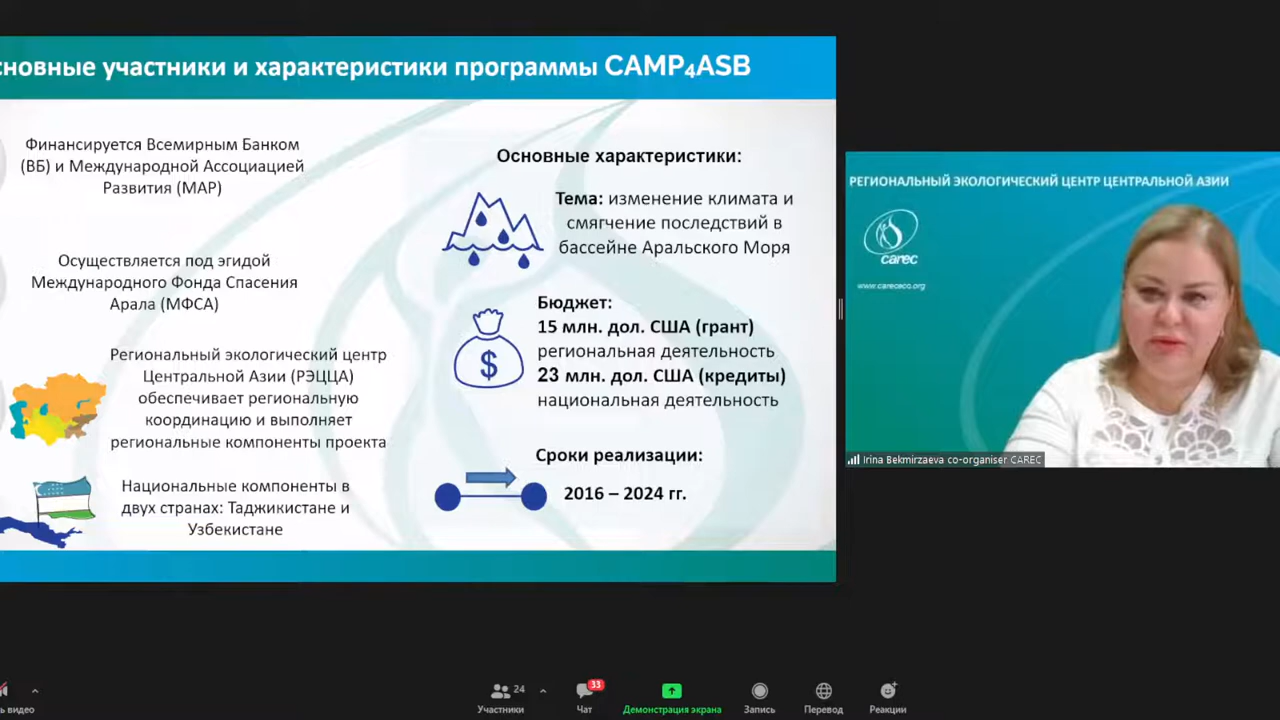 сновные участники и характеристики программы CAMP4ASB
Финансируется Всемирным Банком
(ВБ) и Международной Ассоциацией
Развития (МАР)
Осуществляется под эгидой
Международного Фонда Спасения
Арала (МФСА)
Региональный экологический центр
Центральной Азии (РЭЦЦА)
обеспечивает региональную
координацию и выполняет
региональные компоненты проекта
Национальные компоненты в
двух странах: Таджикистане и
Узбекистане
Основные характеристики:
Тема: изменение климата и
смягчение последствий в
бассейне Аральского Моря
$
Бюджет:
15 млн. дол. США (грант)
региональная деятельность
23 млн. дол. США (кредиты)
национальная деятельность
Сроки реализации:
2016 – 2024 гг.
РЕГИОНАЛЬНЫЙ ЭКОЛОГИЧЕСКИЙ ЦЕНТР ЦЕНТРАЛЬНОЙ АЗИИ
carec
www.carececo.org
Irina Bekmirzaeva co-organiser CAREC
ь видео
24
Участники
33
Чат
Демонстрация экрана
Запись
Перевод
Реакции